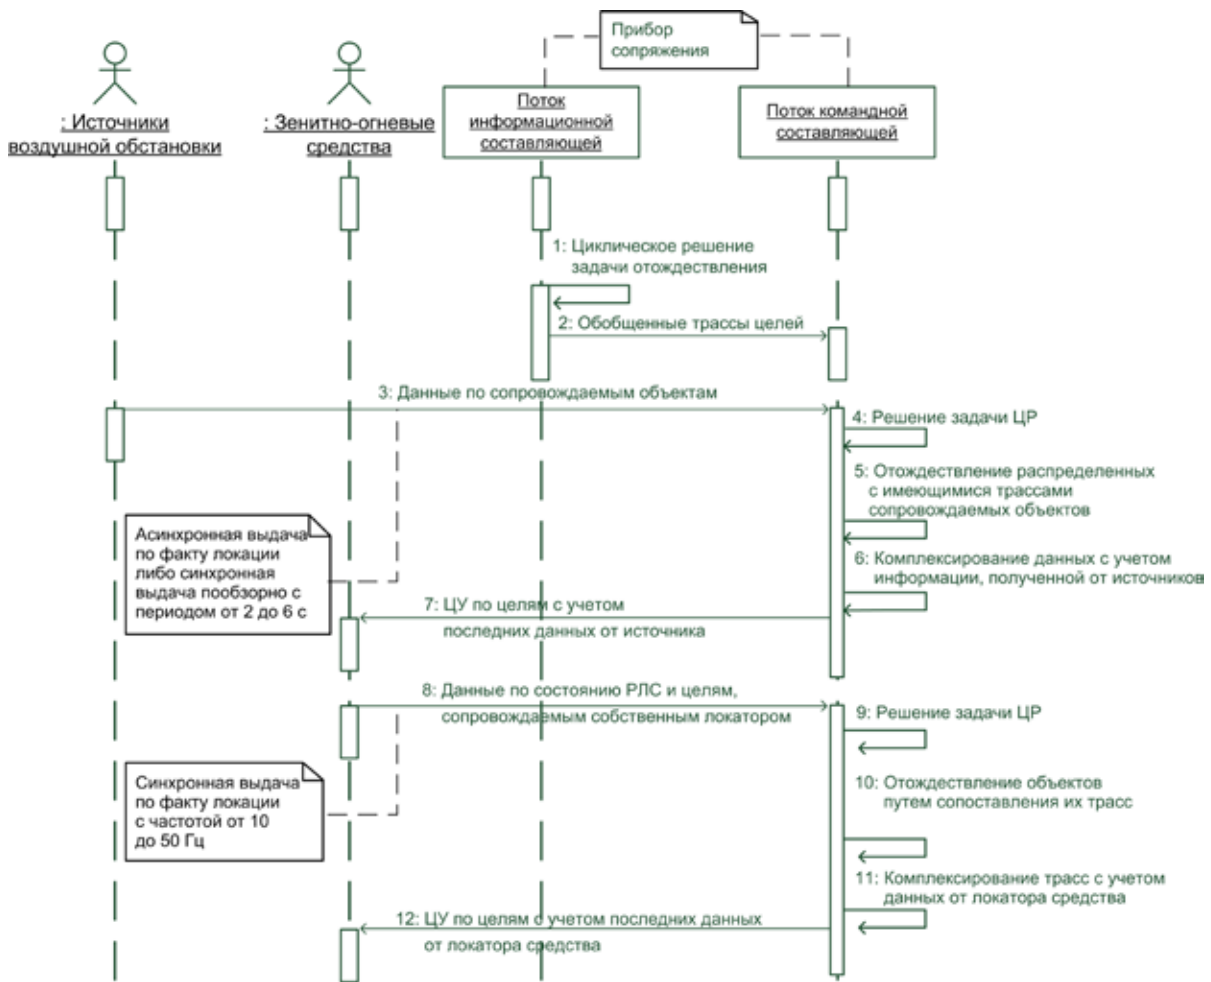 Прибор
сопряжения
: Источники
воздушной обстановки
: Зенитно-огневые
средства
Поток
информационной
составляющей
Поток командной
составляющей
1: Циклическое решение
задачи отождествления
2: Обобщенные трассы целей
3: Данные по сопровождаемым объектам
4: Решение задачи ЦР
5: Отождествление распределенных
с имеющимися трассами
сопровождаемых объектов
Асинхронная выдача
по факту локации
либо синхронная
выдача пообзорно с
периодом от 2 до 6 с
6: Комплексирование данных с учетом
информации, полученной от источников
7: ЦУ по целям с учетом
последних данных от источника
8: Данные по состоянию РЛС и целям,
сопровождаемым собственным локатором
9: Решение задачи ЦР
Синхронная выдача
по факту локации
с частотой от 10
до 50 Гц
10: Отождествление объектов
путем сопоставления их трасс
11: Комплексирование трасс с учетом
данных от локатора средства
12: ЦУ по целям с учетом последних данных
от локатора средства